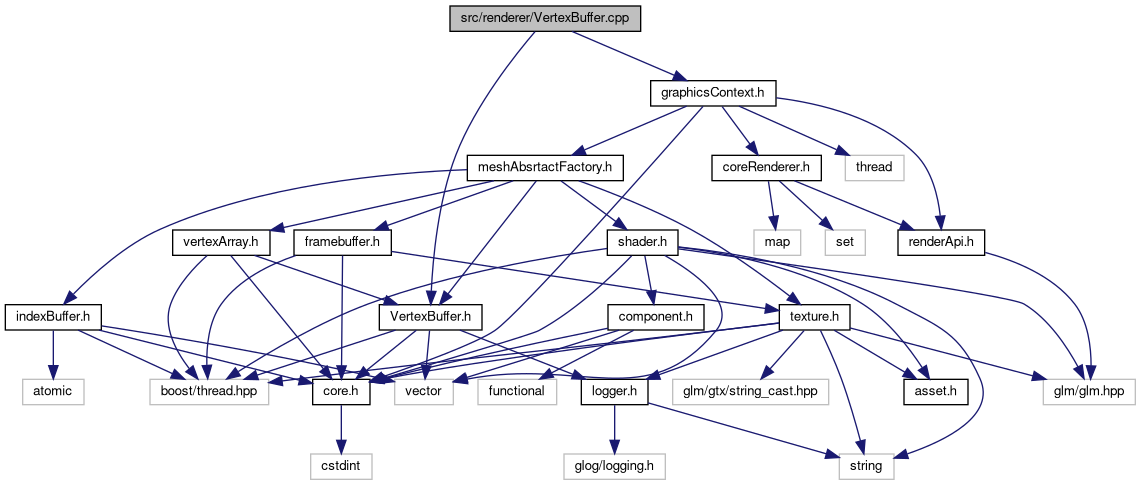 src/renderer/VertexBuffer.cpp
graphicsContext.h
meshAbsrtactFactory.h
coreRenderer.h
thread
vertexArray.h
framebuffer.h
shader.h
map
set
renderApi.h
indexBuffer.h
VertexBuffer.h
component.h
texture.h
atomic
boost/thread.hpp
core.h
vector
functional
logger.h
glm/gtx/string_cast.hpp
asset.h
glm/glm.hpp
cstdint
glog/logging.h
string